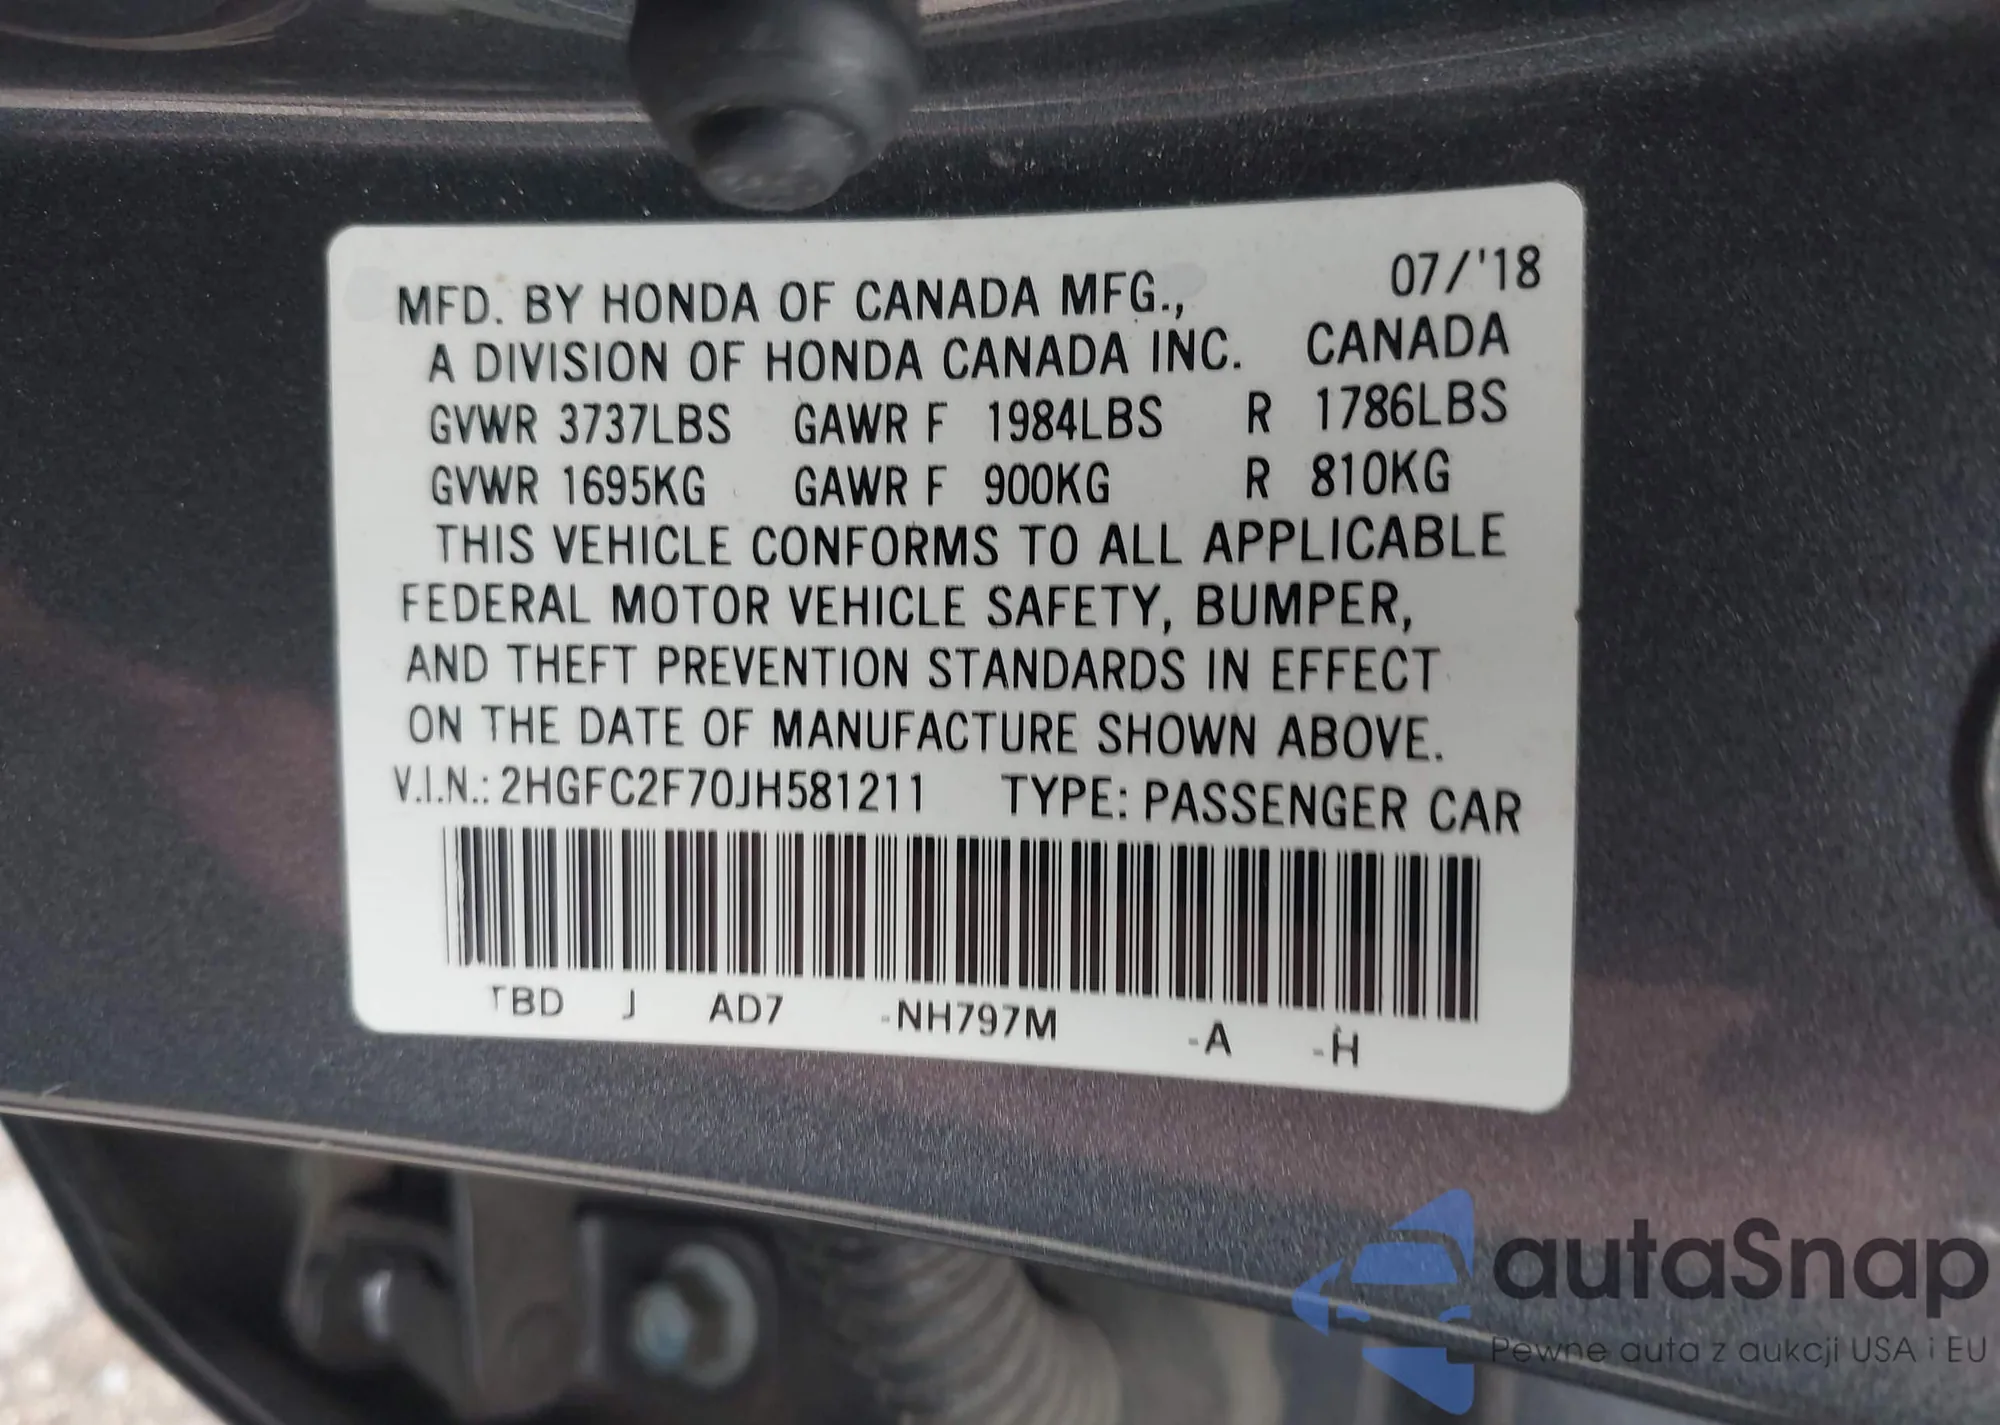 07/'18
MFD. BY HONDA OF CANADA MFG.,
A DIVISION OF HONDA CANADA INC. CANADA
GVWR 3737LBS GAWR F 1984LBS R 1786LBS
GVWR 1695KG GAWR F 900KG R 810KG
THIS VEHICLE CONFORMS TO ALL APPLICABLE
FEDERAL MOTOR VEHICLE SAFETY, BUMPER,
AND THEFT PREVENTION STANDARDS IN EFFECT
ON THE DATE OF MANUFACTURE SHOWN ABOVE.
V.I.N.: 2HGFC2F70JH581211 TYPE: PASSENGER CAR
TBD J AD7 -NH797M -A -H
autaSnap
Pewne auta z aukcji USA i EU